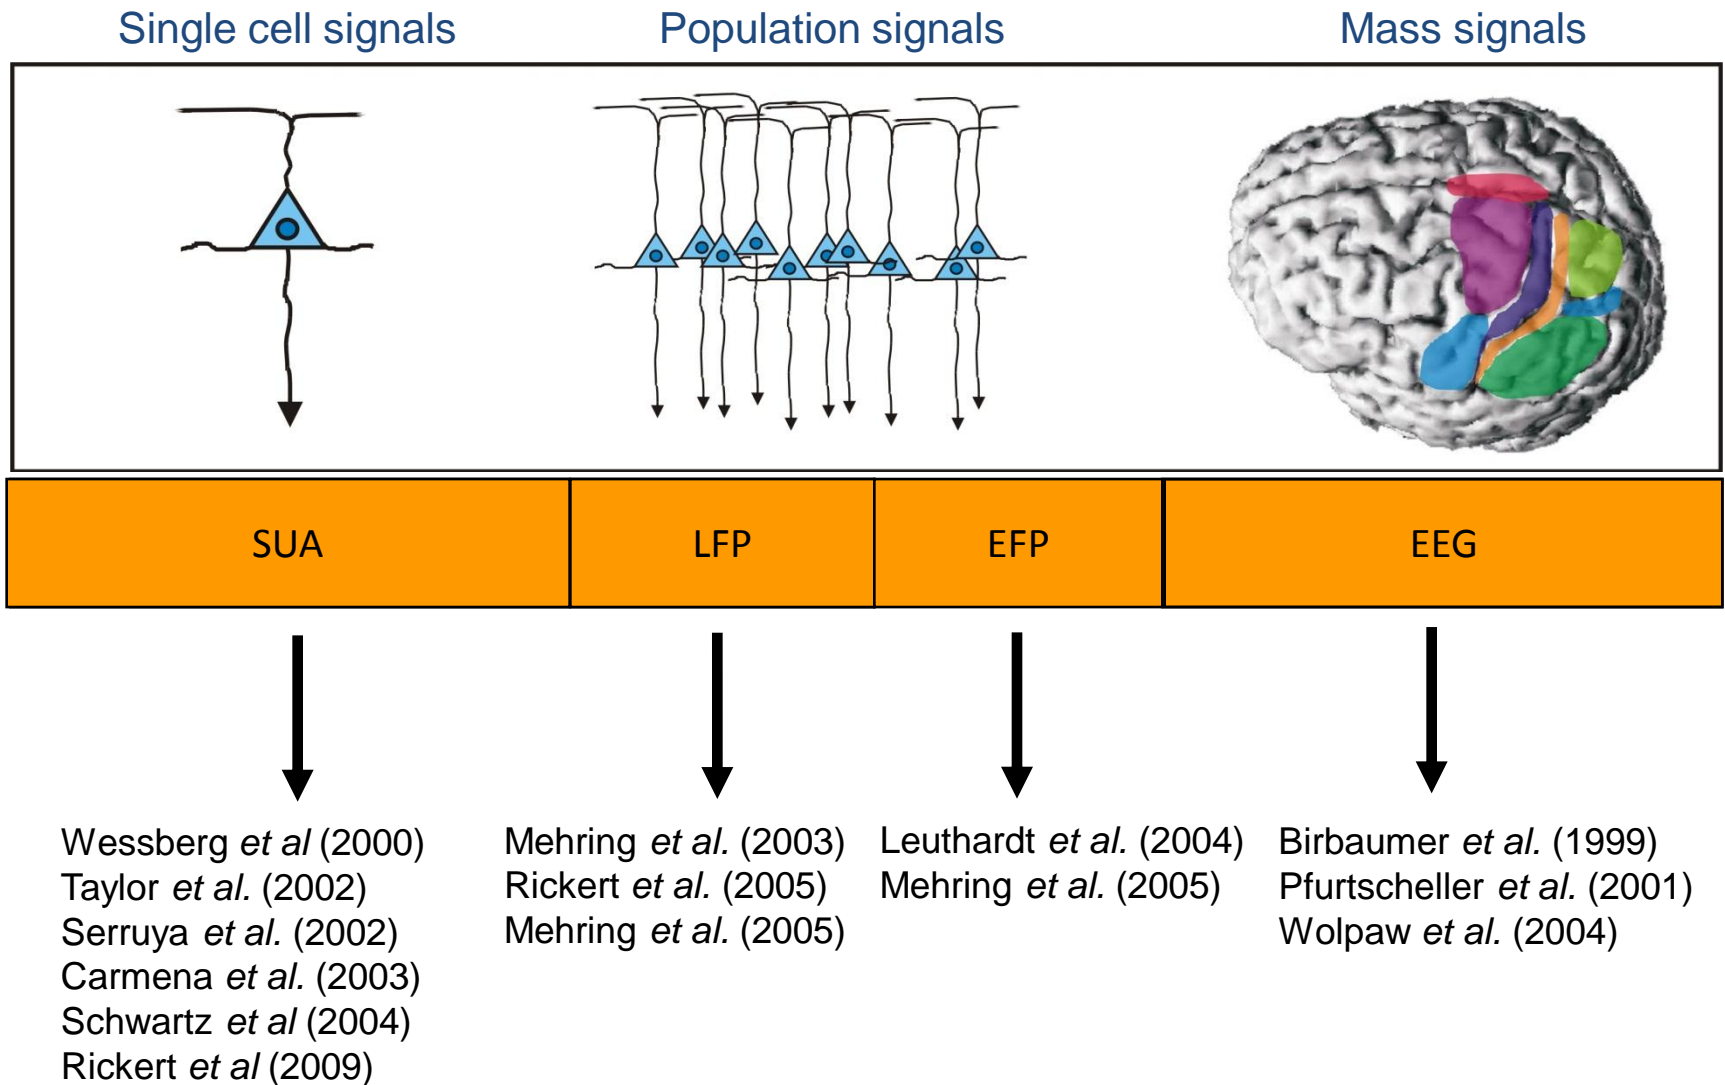 Single cell signals
Population signals
Mass signals
SUA
LFP
EFP
EEG
Wessberg et al (2000)
Taylor et al. (2002)
Serruya et al. (2002)
Carmena et al. (2003)
Schwartz et al (2004)
Rickert et al (2009)
Mehring et al. (2003)
Rickert et al. (2005)
Mehring et al. (2005)
Leuthardt et al. (2004)
Mehring et al. (2005)
Birbaumer et al. (1999)
Pfurtscheller et al. (2001)
Wolpaw et al. (2004)